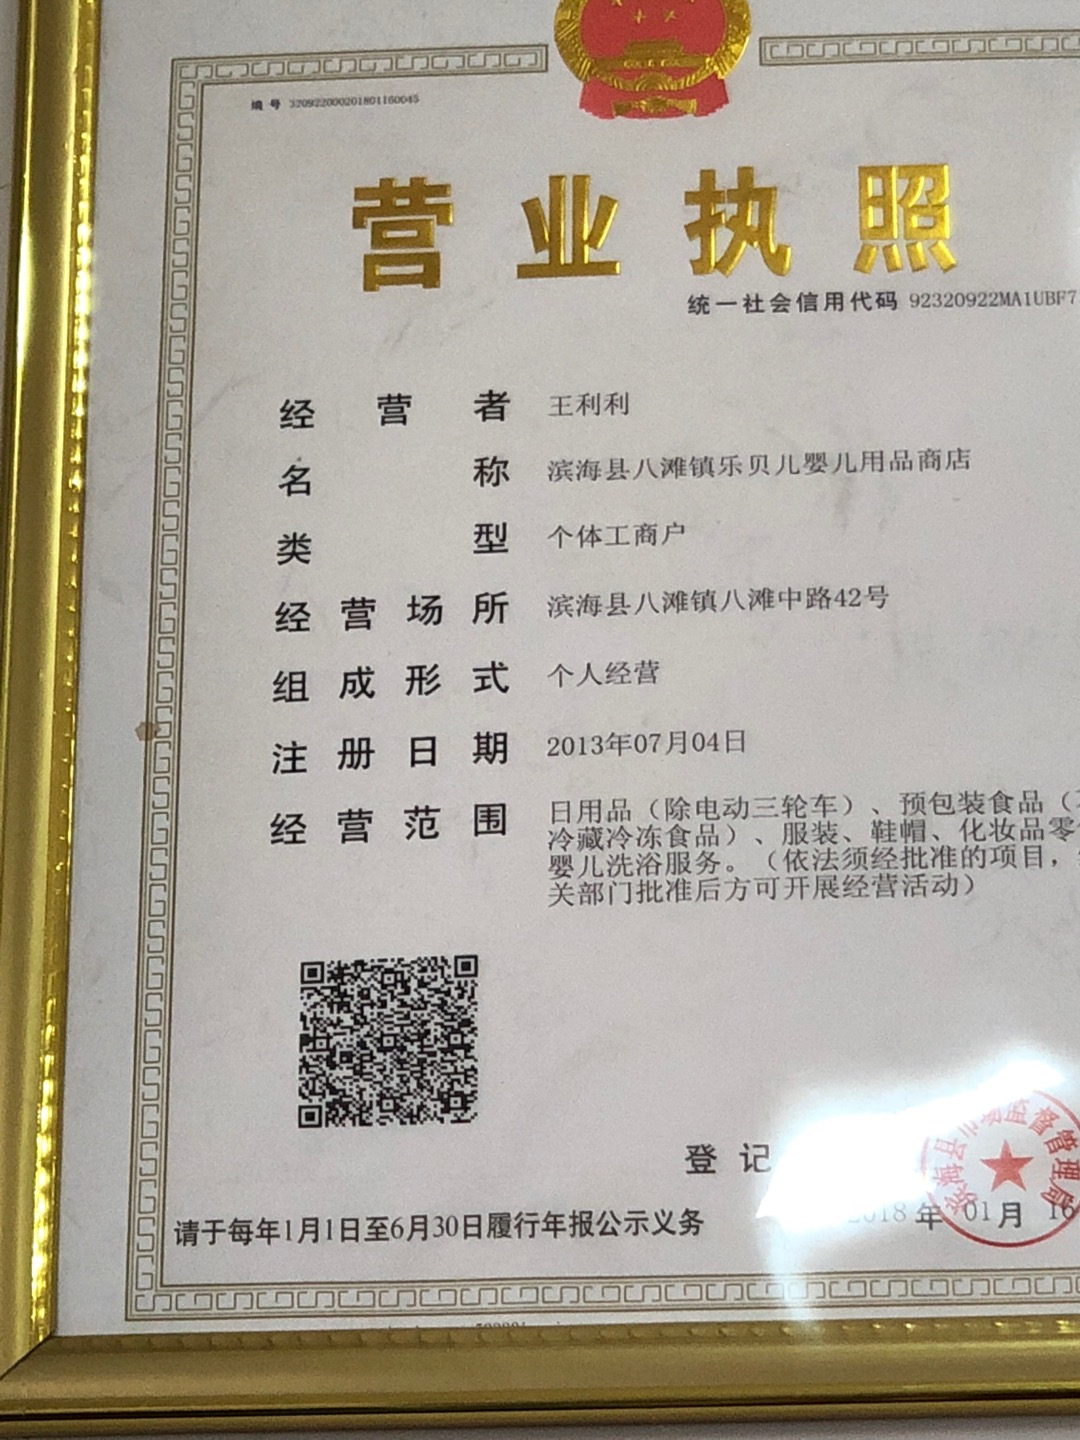 编号 320922000201801160045
营业执照
统一社会信用代码 92320922MA1UBF7
经营者 王利利
名称 滨海县八滩镇乐贝儿婴儿用品商店
类型 个体工商户
经营场所 滨海县八滩镇八滩中路42号
组成形式 个人经营
注册日期 2013年07月04日
经营范围 日用品（除电动三轮车）、预包装食品（
冷藏冷冻食品）、服装、鞋帽、化妆品零
婴儿洗浴服务。（依法须经批准的项目，
关部门批准后方可开展经营活动）
登记
滨海县市场监督管理局
2018年01月16
请于每年1月1日至6月30日履行年报公示义务